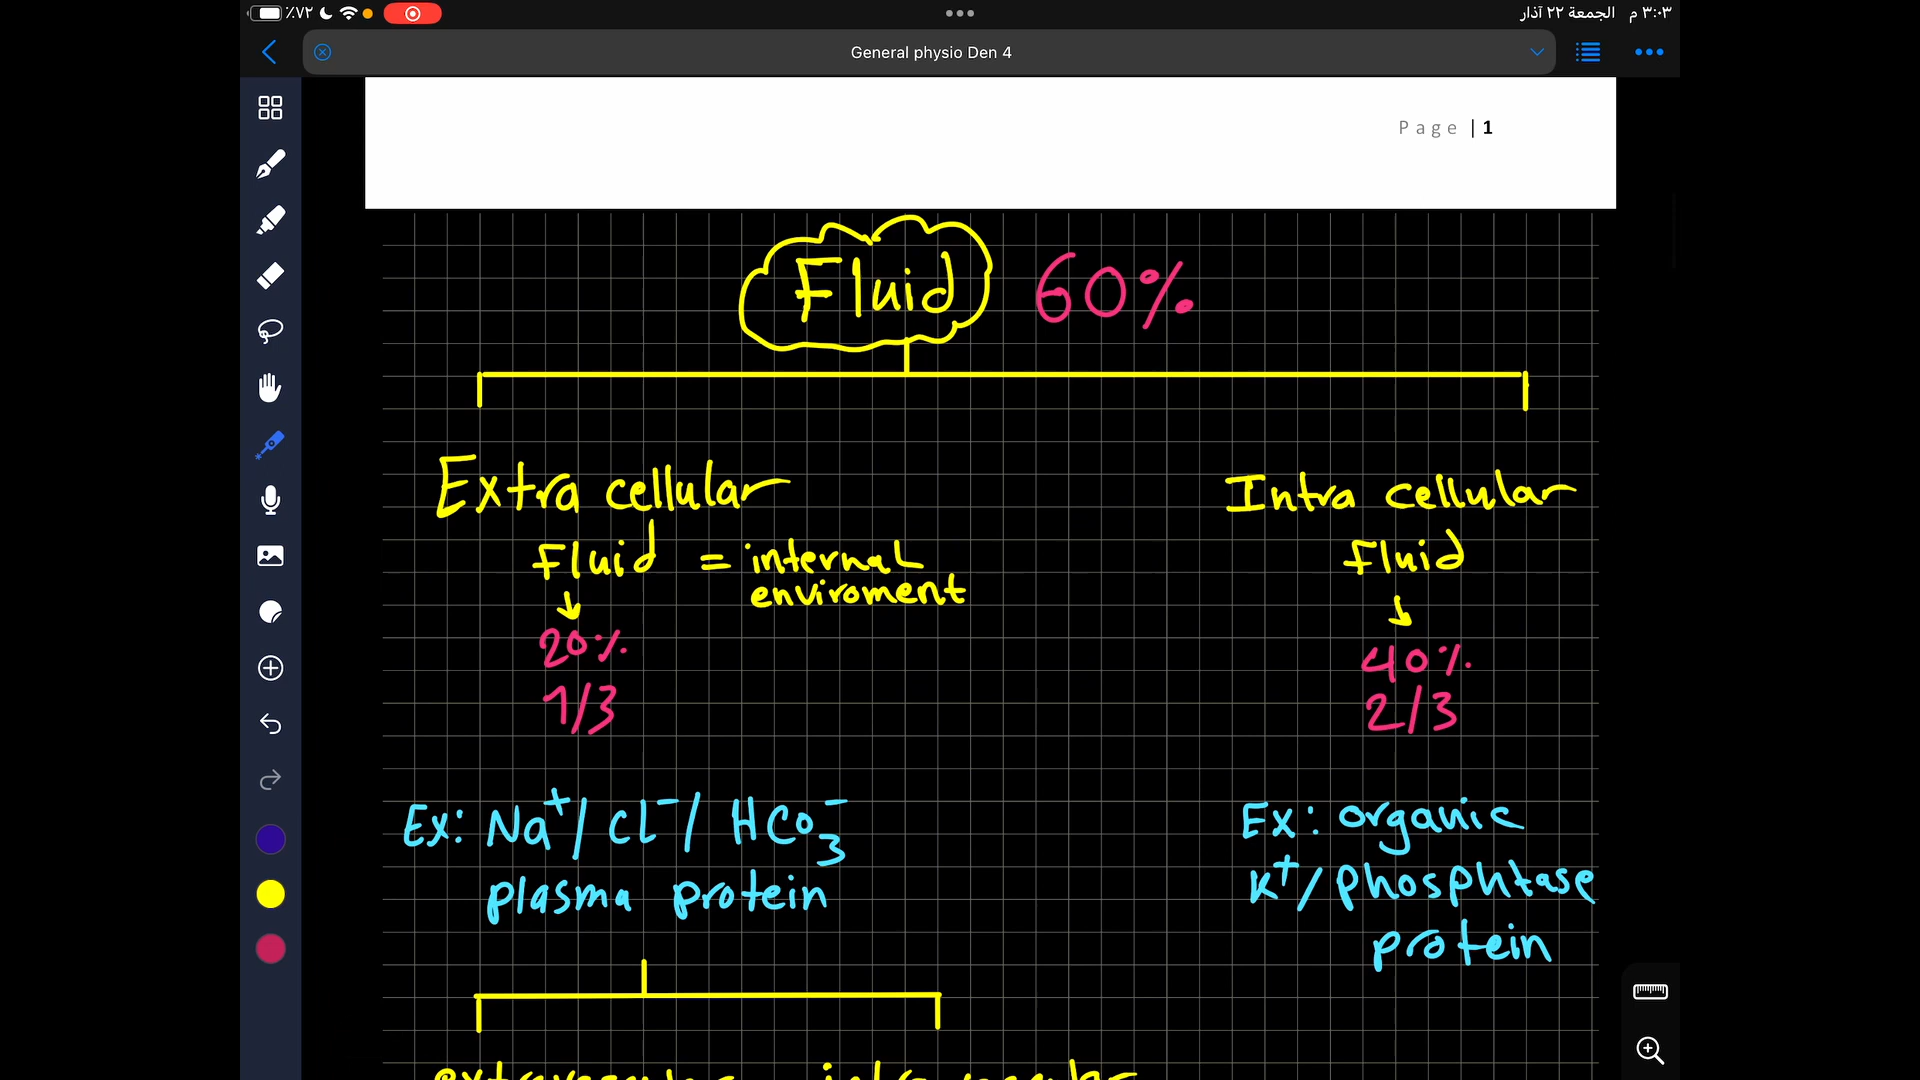 ٪٧٢
الجمعة ٢٢ آذار ٣:٠٣ م
General physio Den 4
Page | 1
Fluid 60%
Extra cellular
Fluid = internal
enviroment
20%
1/3
Intra cellular
Fluid
40%
2/3
Ex: Na⁺/ Cl⁻/ HCO₃⁻
plasma protein
Ex: organic
K⁺/phosphtase
protein